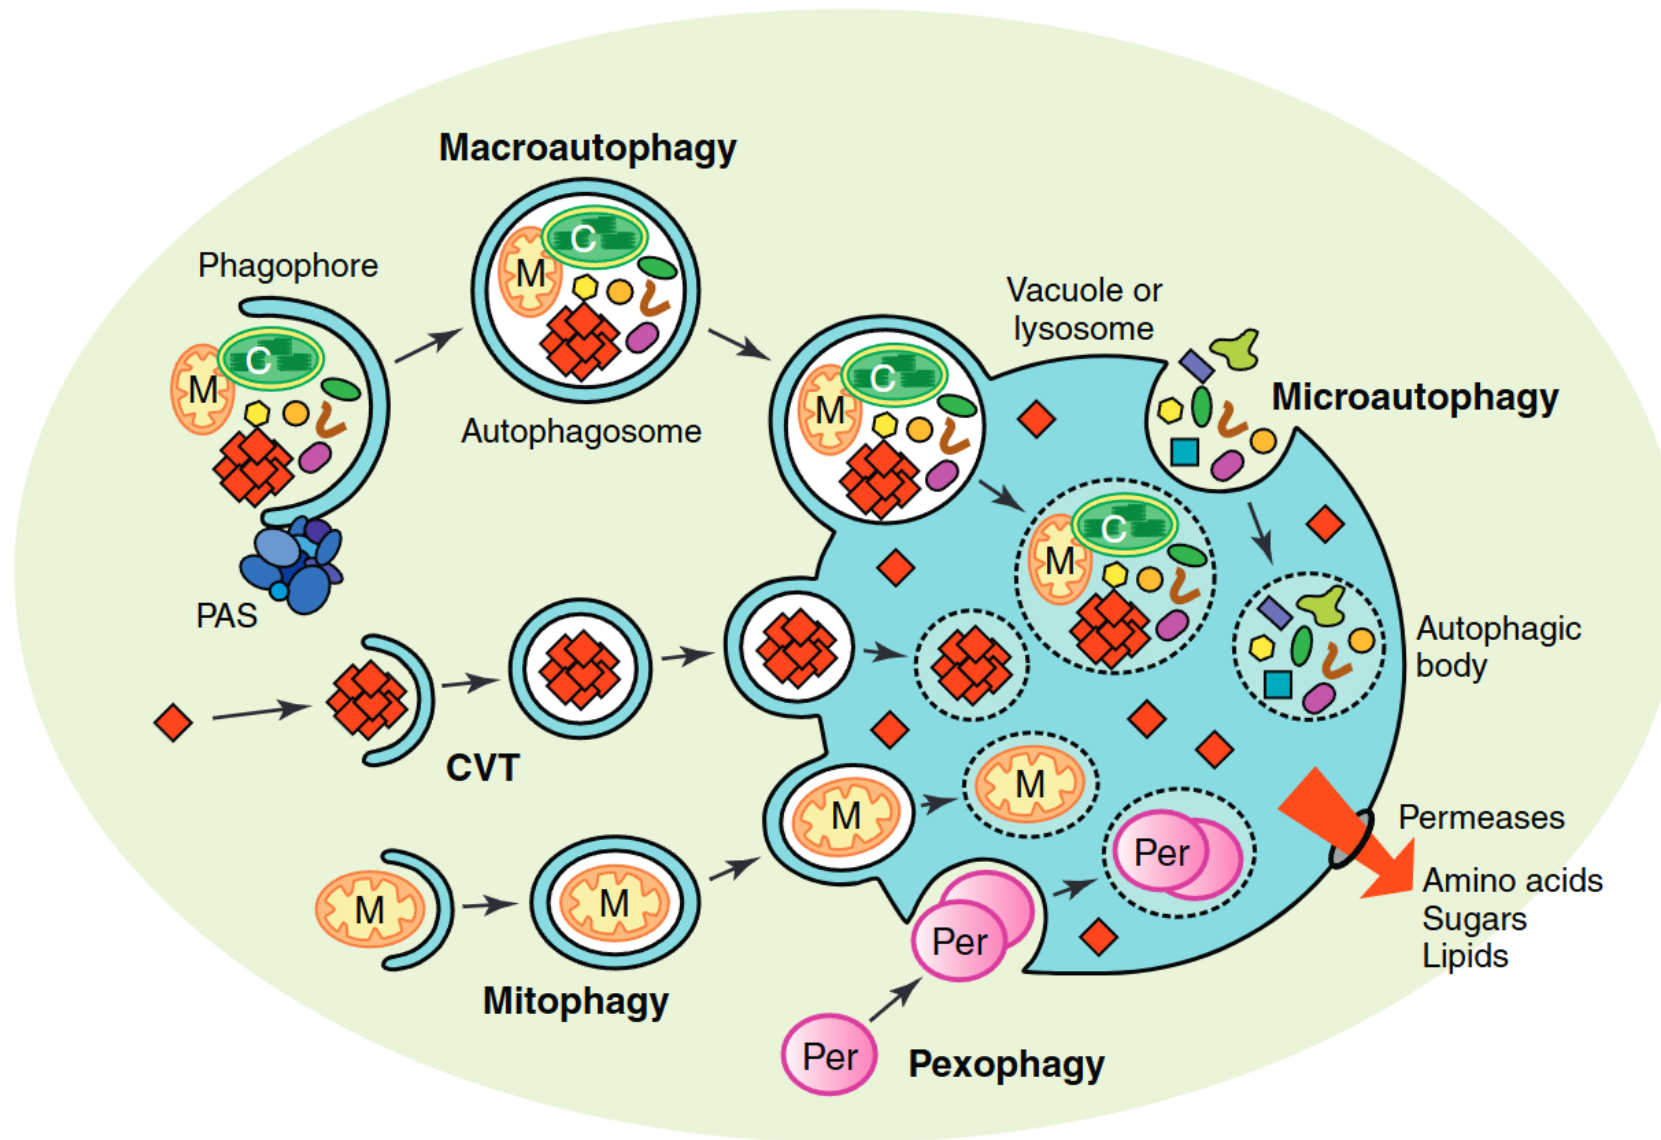 Macroautophagy
Phagophore
C
M
C
M
Autophagosome
PAS
Vacuole or
lysosome
C
M
Microautophagy
C
M
Autophagic
body
CVT
M
M
Mitophagy
M
M
Per
Per
Per
Pexophagy
Permeases
Amino acids
Sugars
Lipids